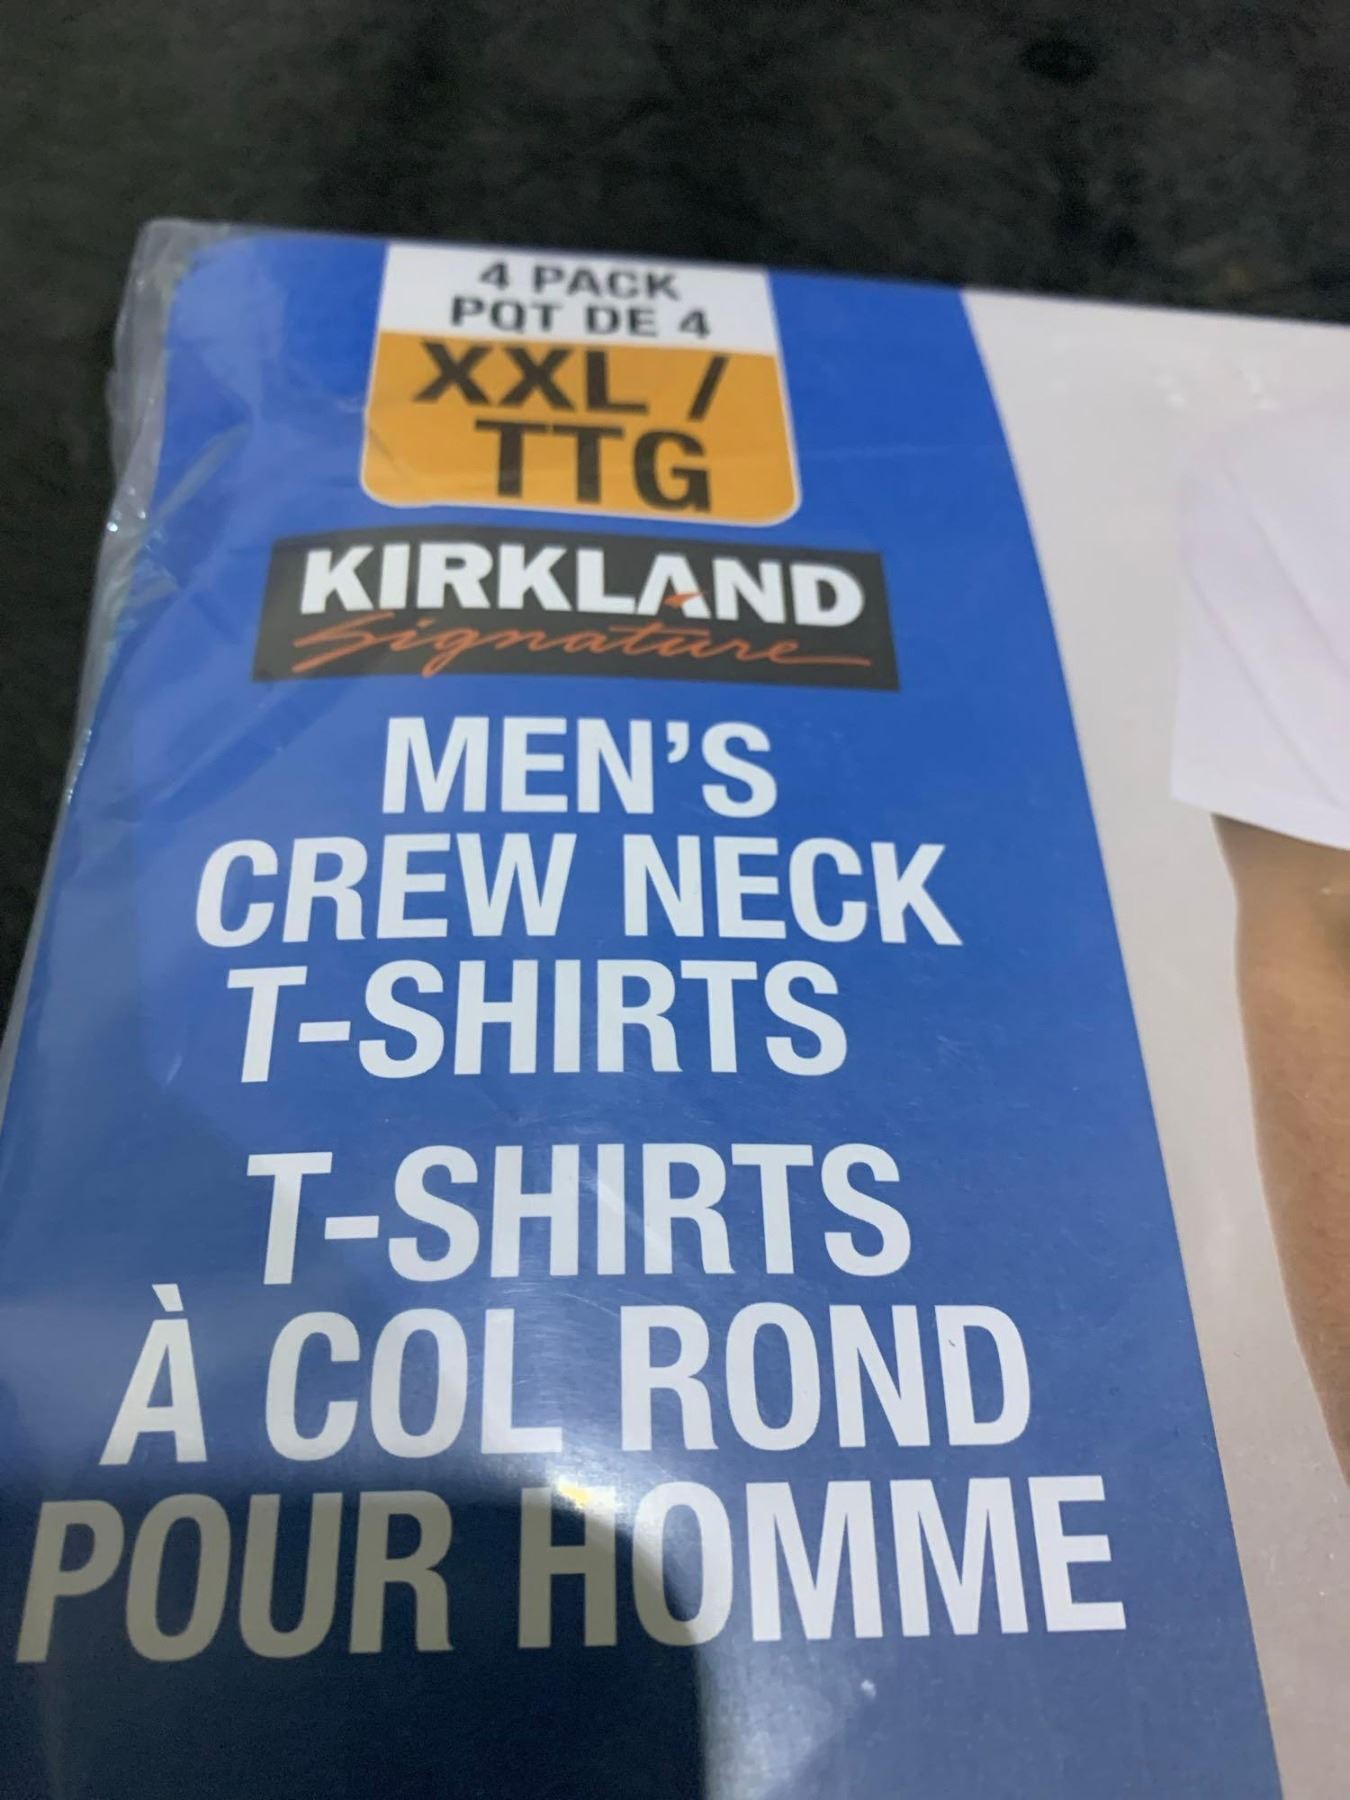 4 PACK
PQT DE 4
XXL /
TTG
KIRKLAND
Signature
MEN'S
CREW NECK
T-SHIRTS
T-SHIRTS
À COL ROND
POUR HOMME